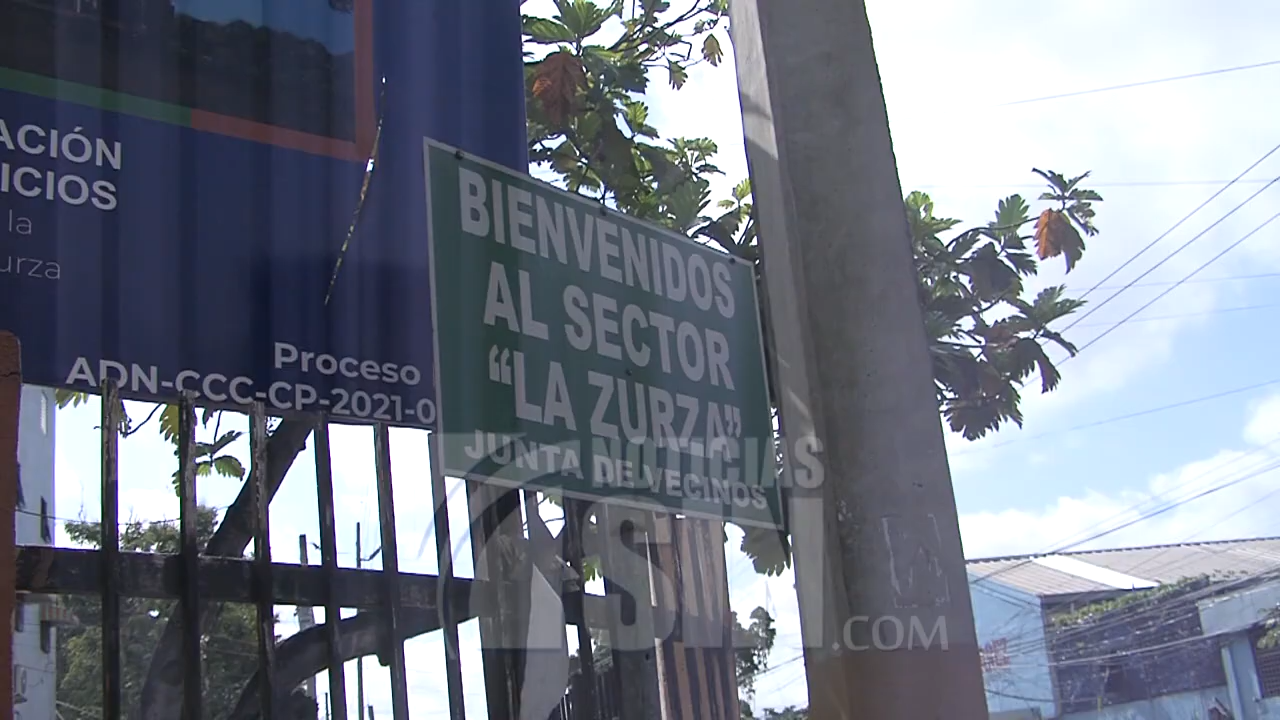 ACIÓN
ICIOS
la
urza
Proceso
ADN-CCC-CP-2021-0
BIENVENIDOS
AL SECTOR
“LA ZURZA”
JUNTA DE VECINOS
NOTICIAS
SIN
.COM